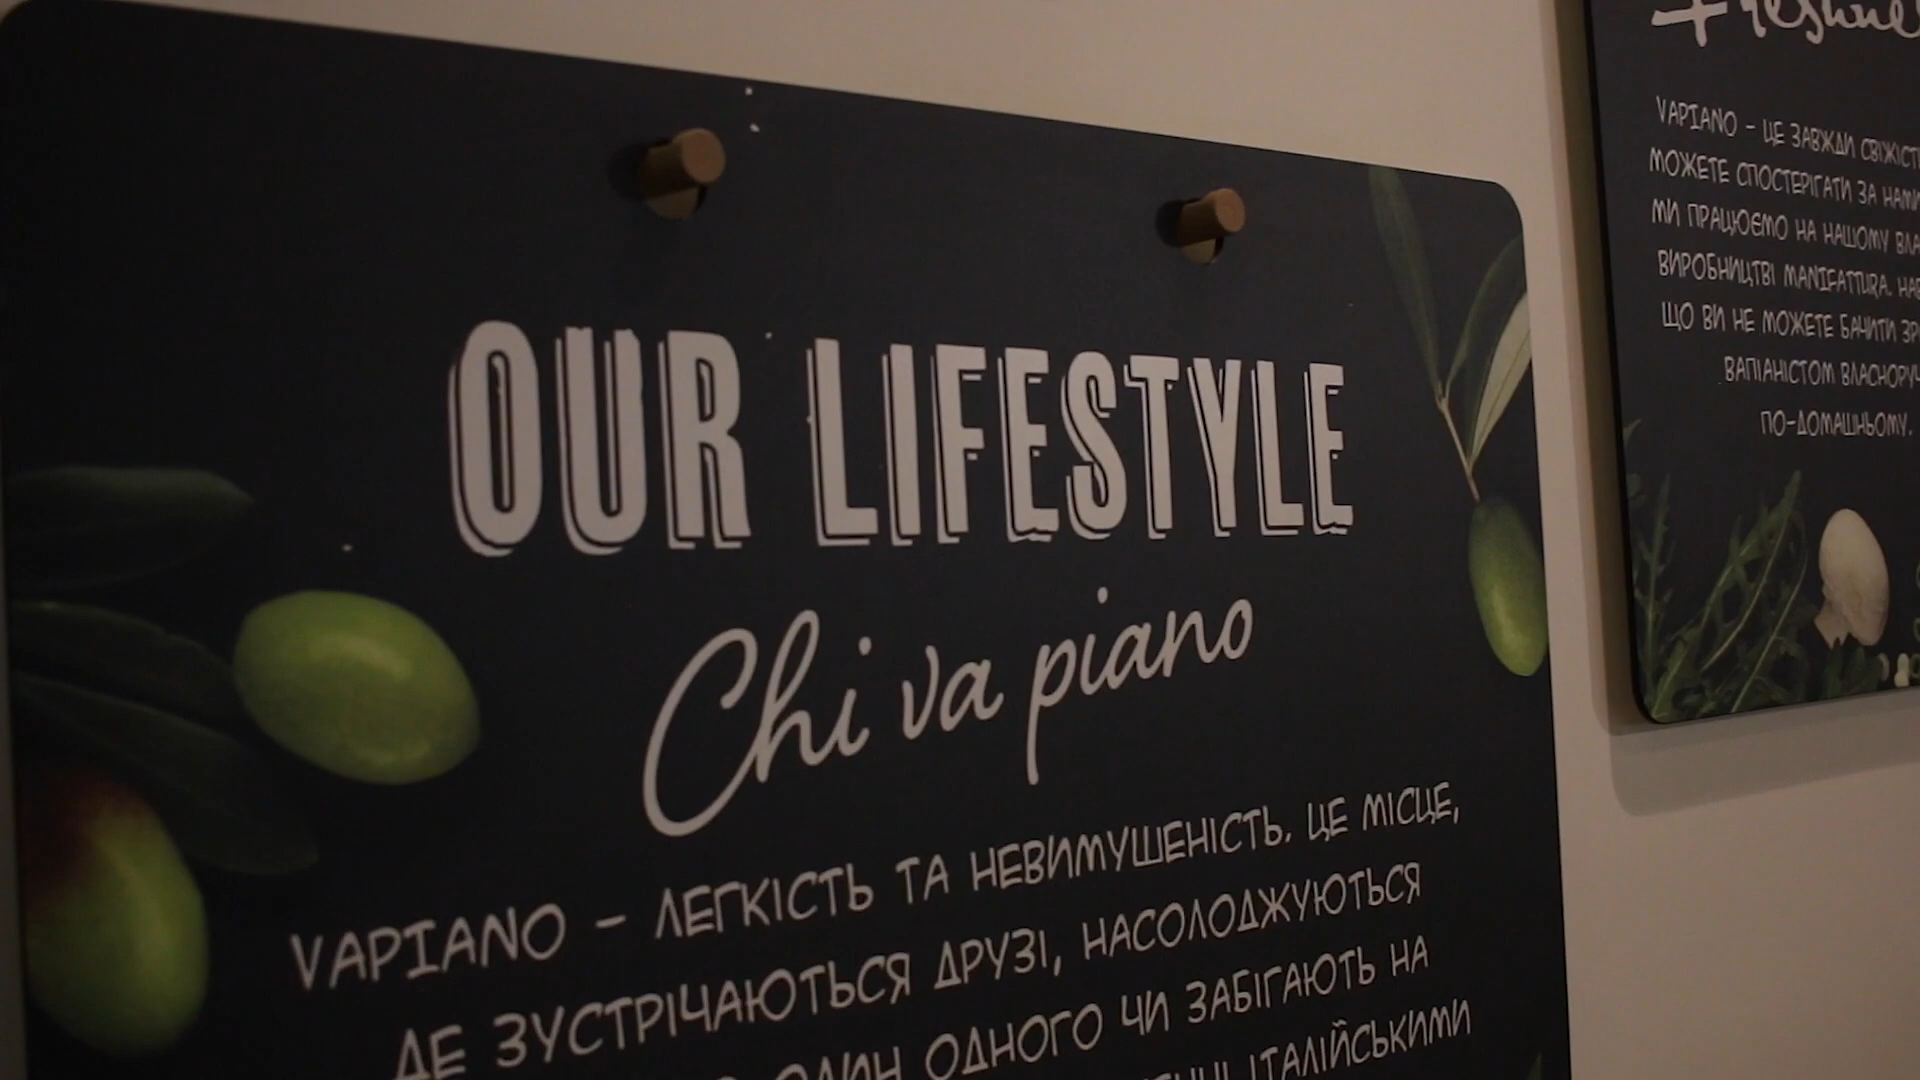 OUR LIFESTYLE
Chi va piano
VAPIANO – ЛЕГКІСТЬ ТА НЕВИМУШЕНІСТЬ. ЦЕ МІСЦЕ,
ДЕ ЗУСТРІЧАЮТЬСЯ ДРУЗІ, НАСОЛОДЖУЮТЬСЯ
ОДИН ОДНОГО ЧИ ЗАБІГАЮТЬ НА
ІТАЛІЙСЬКИМИ
VAPIANO – ЦЕ ЗАВЖДИ
МОЖЕТЕ СПОСТЕРІГАТИ ЗА
МИ ПРАЦЮЄМО НА НАШОМУ
ВИРОБНИЦТВІ MANIFATTURA.
ЩО ВИ НЕ МОЖЕТЕ БАЧИТИ
ВАПІАНІСТОМ
ПО-ДОМАШНЬОМУ.